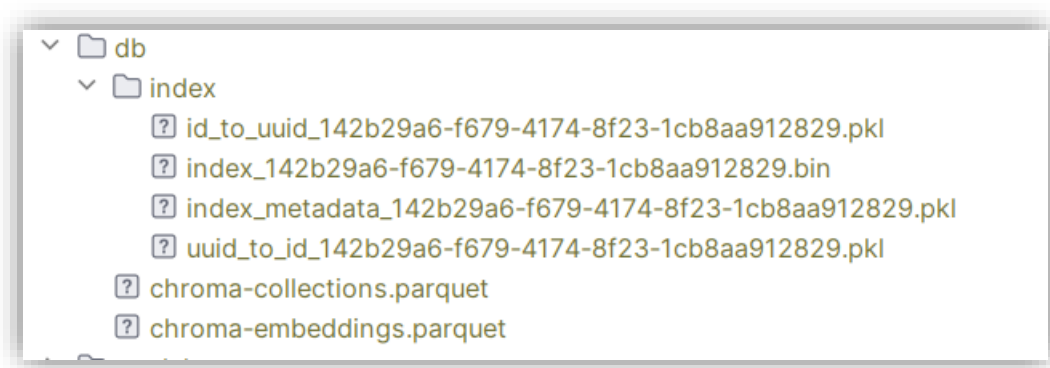 db
index
id_to_uuid_142b29a6-f679-4174-8f23-1cb8aa912829.pkl
index_142b29a6-f679-4174-8f23-1cb8aa912829.bin
index_metadata_142b29a6-f679-4174-8f23-1cb8aa912829.pkl
uuid_to_id_142b29a6-f679-4174-8f23-1cb8aa912829.pkl
chroma-collections.parquet
chroma-embeddings.parquet